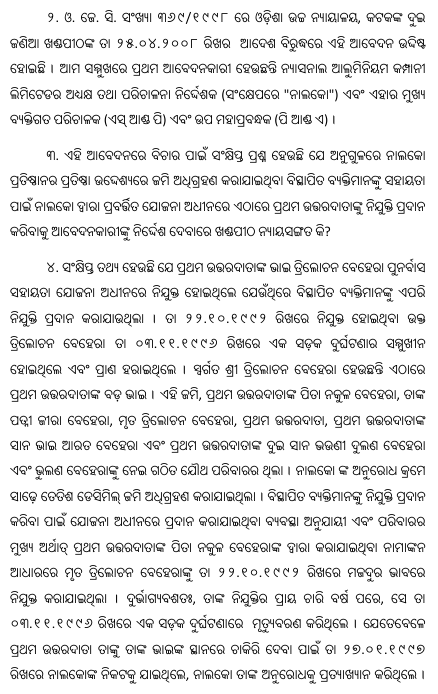 ୨. ଓ. ଜେ. ସି. ସଂଖ୍ୟା ୩୬୯/୧୯୯୮ ରେ ଓଡ଼ିଶା ଉଚ୍ଚ ନ୍ୟାୟାଳୟ, କଟକଙ୍କ ଦୁଇ
ଜଣିଆ ଖଣ୍ଡପୀଠଙ୍କ ତା ୨୫.୦୪.୨୦୦୮ ରିଖର ଆଦେଶ ବିରୁଦ୍ଧରେ ଏହି ଆବେଦନ ଉଦ୍ଦିଷ୍ଟ
ହୋଇଛି । ଆମ ସମ୍ମୁଖରେ ପ୍ରଥମ ଆବେଦନକାରୀ ହେଉଛନ୍ତି ନ୍ୟାସନାଲ ଆଲୁମିନିୟମ କମ୍ପାନୀ
ଲିମିଟେଡର ଅଧ୍ୟକ୍ଷ ତଥା ପରିଚାଳନା ନିର୍ଦ୍ଦେଶକ (ସଂକ୍ଷେପରେ "ନାଲକୋ") ଏବଂ ଏହାର ମୁଖ୍ୟ
ବ୍ୟକ୍ତିଗତ ପରିଚାଳକ (ଏସ୍ ଆଣ୍ଡ ପି) ଏବଂ ଉପ ମହାପ୍ରବନ୍ଧକ (ପି ଆଣ୍ଡ ଏ) ।
୩. ଏହି ଆବେଦନରେ ବିଚାର ପାଇଁ ସଂକ୍ଷିପ୍ତ ପ୍ରଶ୍ନ ହେଉଛି ଯେ ଅନୁଗୁଳରେ ନାଲକୋ
ପ୍ରତିଷ୍ଠାନର ପ୍ରତିଷ୍ଠା ଉଦ୍ଦେଶ୍ୟରେ ଜମି ଅଧିଗ୍ରହଣ କରାଯାଇଥିବା ବିସ୍ଥାପିତ ବ୍ୟକ୍ତିମାନଙ୍କୁ ସହାୟତା
ପାଇଁ ନାଲକୋ ଦ୍ୱାରା ପ୍ରବର୍ତ୍ତିତ ଯୋଜନା ଅଧୀନରେ ଏଠାରେ ପ୍ରଥମ ଉତ୍ତରଦାତାଙ୍କୁ ନିଯୁକ୍ତି ପ୍ରଦାନ
କରିବାକୁ ଆବେଦନକାରୀଙ୍କୁ ନିର୍ଦ୍ଦେଶ ଦେବାରେ ଖଣ୍ଡପୀଠ ନ୍ୟାୟସଙ୍ଗତ କି?
୪. ସଂକ୍ଷିପ୍ତ ତଥ୍ୟ ହେଉଛି ଯେ ପ୍ରଥମ ଉତ୍ତରଦାତାଙ୍କ ଭାଇ ତ୍ରିଲୋଚନ ବେହେରା ପୁନର୍ବାସ
ସହାୟତା ଯୋଜନା ଅଧୀନରେ ନିଯୁକ୍ତ ହୋଇଥିଲେ ଯେଉଁଥିରେ ବିସ୍ଥାପିତ ବ୍ୟକ୍ତିମାନଙ୍କୁ ଏପରି
ନିଯୁକ୍ତି ପ୍ରଦାନ କରାଯାଉଥିଲା । ତା ୨୨.୧୦.୧୯୯୨ ରିଖରେ ନିଯୁକ୍ତ ହୋଇଥିବା ଉକ୍ତ
ତ୍ରିଲୋଚନ ବେହେରା ତା ୦୩.୧୧.୧୯୯୬ ରିଖରେ ଏକ ସଡ଼କ ଦୁର୍ଘଟଣାର ସମ୍ମୁଖୀନ
ହୋଇଥିଲେ ଏବଂ ପ୍ରାଣ ହରାଇଥିଲେ । ସ୍ବର୍ଗତ ଶ୍ରୀ ତ୍ରିଲୋଚନ ବେହେରା ହେଉଛନ୍ତି ଏଠାରେ
ପ୍ରଥମ ଉତ୍ତରଦାତାଙ୍କ ବଡ଼ ଭାଇ । ଏହି ଜମି, ପ୍ରଥମ ଉତ୍ତରଦାତାଙ୍କ ପିତା ନକୁଳ ବେହେରା, ତାଙ୍କ
ପତ୍ନୀ ଜୀରା ବେହେରା, ମୃତ ତ୍ରିଲୋଚନ ବେହେରା, ପ୍ରଥମ ଉତ୍ତରଦାତା, ପ୍ରଥମ ଉତ୍ତରଦାତାଙ୍କ
ସାନ ଭାଇ ଆରତ ବେହେରା ଏବଂ ପ୍ରଥମ ଉତ୍ତରଦାତାଙ୍କ ଦୁଇ ସାନ ଭଉଣୀ ଦୁଲଣ ବେହେରା
ଏବଂ ଭୁଲଣ ବେହେରାଙ୍କୁ ନେଇ ଗଠିତ ଯୌଥ ପରିବାରର ଥିଲା । ନାଲକୋ ଙ୍କ ଅନୁରୋଧ କ୍ରମେ
ସାଢ଼େ ତେତିଶ ଡେସିମିଲ୍ ଜମି ଅଧିଗ୍ରହଣ କରାଯାଇଥିଲା । ବିସ୍ଥାପିତ ବ୍ୟକ୍ତିମାନଙ୍କୁ ନିଯୁକ୍ତି ପ୍ରଦାନ
କରିବା ପାଇଁ ଯୋଜନା ଅଧୀନରେ ପ୍ରଦାନ କରାଯାଇଥିବା ବ୍ୟବସ୍ଥା ଅନୁଯାୟୀ ଏବଂ ପରିବାରର
ମୁଖ୍ୟ ଅର୍ଥାତ୍ ପ୍ରଥମ ଉତ୍ତରଦାତାଙ୍କ ପିତା ନକୁଳ ବେହେରାଙ୍କ ଦ୍ୱାରା କରାଯାଇଥିବା ନାମାଙ୍କନ
ଆଧାରରେ ମୃତ ତ୍ରିଲୋଚନ ବେହେରାଙ୍କୁ ତା ୨୨.୧୦.୧୯୯୨ ରିଖରେ ମଜଦୁର ଭାବରେ
ନିଯୁକ୍ତ କରାଯାଇଥିଲା । ଦୁର୍ଭାଗ୍ୟବଶତଃ, ତାଙ୍କ ନିଯୁକ୍ତିର ପ୍ରାୟ ଚାରି ବର୍ଷ ପରେ, ସେ ତା
୦୩.୧୧.୧୯୯୬ ରିଖରେ ଏକ ସଡ଼କ ଦୁର୍ଘଟଣାରେ ମୃତ୍ୟୁବରଣ କରିଥିଲେ । ଯେତେବେଳେ
ପ୍ରଥମ ଉତ୍ତରଦାତା ତାଙ୍କୁ ତାଙ୍କ ଭାଇଙ୍କ ସ୍ଥାନରେ ଚାକିରି ଦେବା ପାଇଁ ତା ୨୭.୦୧.୧୯୯୭
ରିଖରେ ନାଲକୋଙ୍କ ନିକଟକୁ ଯାଇଥିଲେ, ନାଲକୋ ତାଙ୍କ ଅନୁରୋଧକୁ ପ୍ରତ୍ୟାଖ୍ୟାନ କରିଥିଲେ ।